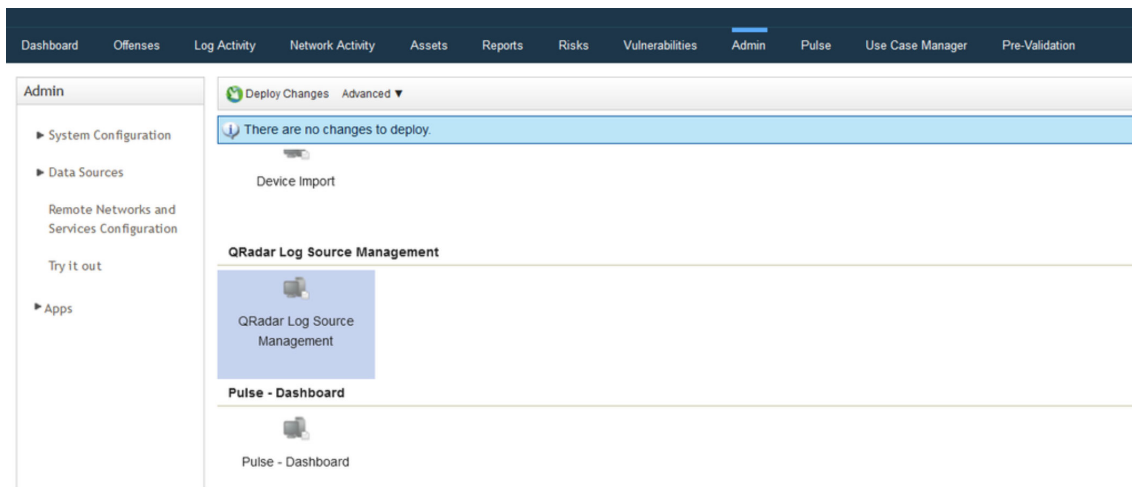 Dashboard Offenses Log Activity Network Activity Assets Reports Risks Vulnerabilities Admin Pulse Use Case Manager Pre-Validation
Admin
▶ System Configuration
▶ Data Sources
Remote Networks and
Services Configuration
Try it out
▶ Apps
Deploy Changes Advanced ▼
There are no changes to deploy.
Device Import
QRadar Log Source Management
QRadar Log Source
Management
Pulse - Dashboard
Pulse - Dashboard